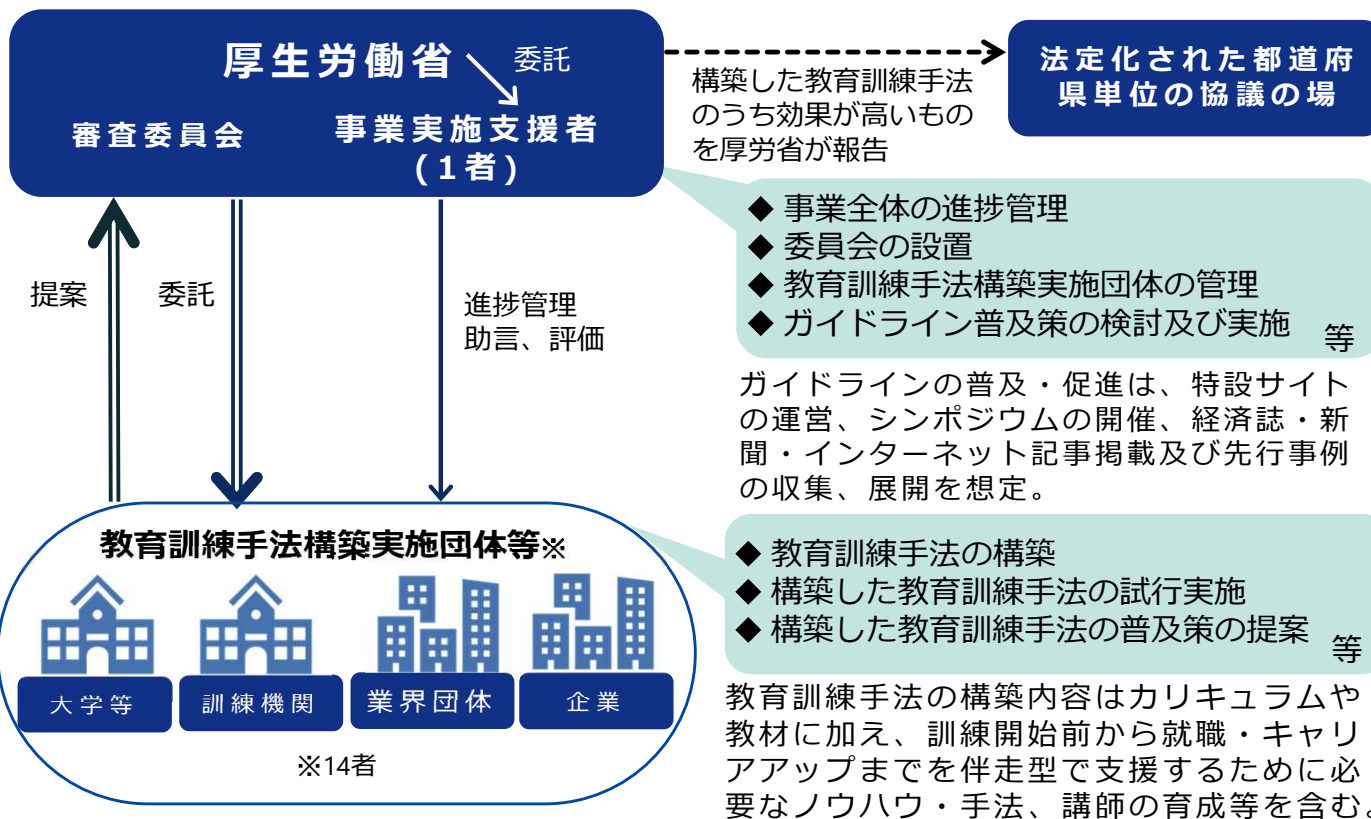 厚生労働省
委託
審査委員会
事業実施支援者
(1者)
構築した教育訓練手法
のうち効果が高いもの
を厚労省が報告
法定化された都道府
県単位の協議の場
◆ 事業全体の進捗管理
◆ 委員会の設置
◆ 教育訓練手法構築実施団体の管理
◆ ガイドライン普及策の検討及び実施 等
提案
委託
進捗管理
助言、評価
ガイドラインの普及・促進は、特設サイト
の運営、シンポジウムの開催、経済誌・新
聞・インターネット記事掲載及び先行事例
の収集、展開を想定。
教育訓練手法構築実施団体等※
大学等
訓練機関
業界団体
企業
※14者
◆ 教育訓練手法の構築
◆ 構築した教育訓練手法の試行実施
◆ 構築した教育訓練手法の普及策の提案 等
教育訓練手法の構築内容はカリキュラムや
教材に加え、訓練開始前から就職・キャリ
アアップまでを伴走型で支援するために必
要なノウハウ・手法、講師の育成等を含む。